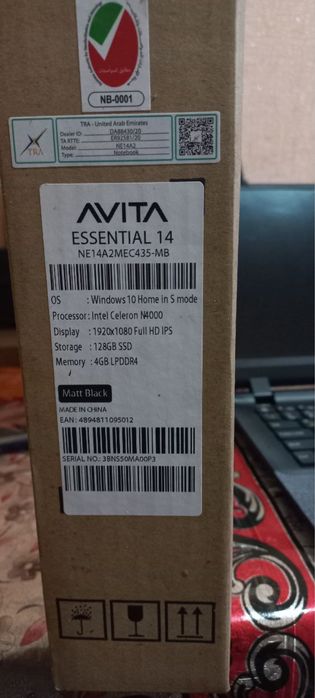 NB-0001
TRA - United Arab Emirates
Dealer ID: DA88430/20
TA RTTE: ER92581/20
Model: NE14A2
Type: Notebook
TRA
AVITA
ESSENTIAL 14
NE14A2MEC435-MB
OS : Windows 10 Home in S mode
Processor : Intel Celeron N4000
Display : 1920x1080 Full HD IPS
Storage : 128GB SSD
Memory : 4GB LPDDR4
Matt Black
MADE IN CHINA
EAN : 4894811095012
SERIAL NO.: 3BNS50MA00P3